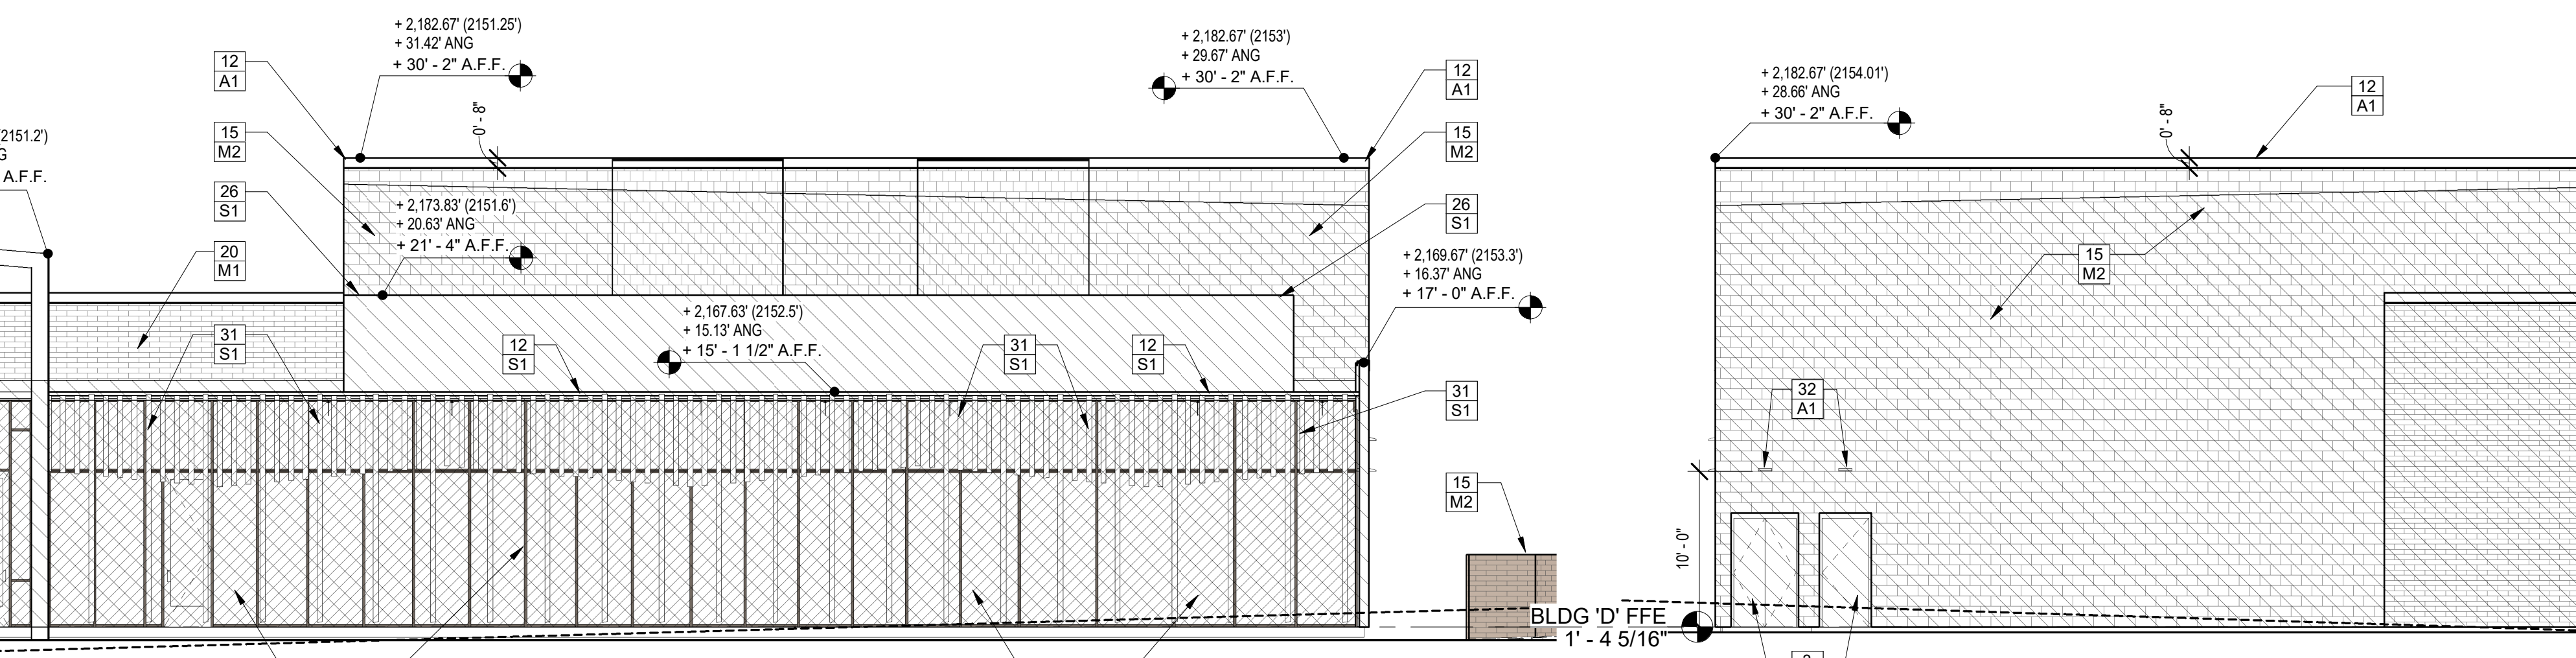 + 2,182.67' (2151.25')
+ 31.42' ANG
+ 30' - 2" A.F.F.
12
A1
0' - 8"
2151.2')
G
A.F.F.
15
M2
26
S1
20
M1
31
S1
+ 2,173.83' (2151.6')
+ 20.63' ANG
+ 21' - 4" A.F.F.
+ 2,167.63' (2152.5')
+ 15.13' ANG
+ 15' - 1 1/2" A.F.F.
12
S1
31
S1
12
S1
+ 2,182.67' (2153')
+ 29.67' ANG
+ 30' - 2" A.F.F.
12
A1
15
M2
26
S1
+ 2,169.67' (2153.3')
+ 16.37' ANG
+ 17' - 0" A.F.F.
31
S1
15
M2
BLDG 'D' FFE
1' - 4 5/16"
+ 2,182.67' (2154.01')
+ 28.66' ANG
+ 30' - 2" A.F.F.
0' - 8"
12
A1
15
M2
32
A1
10' - 0"